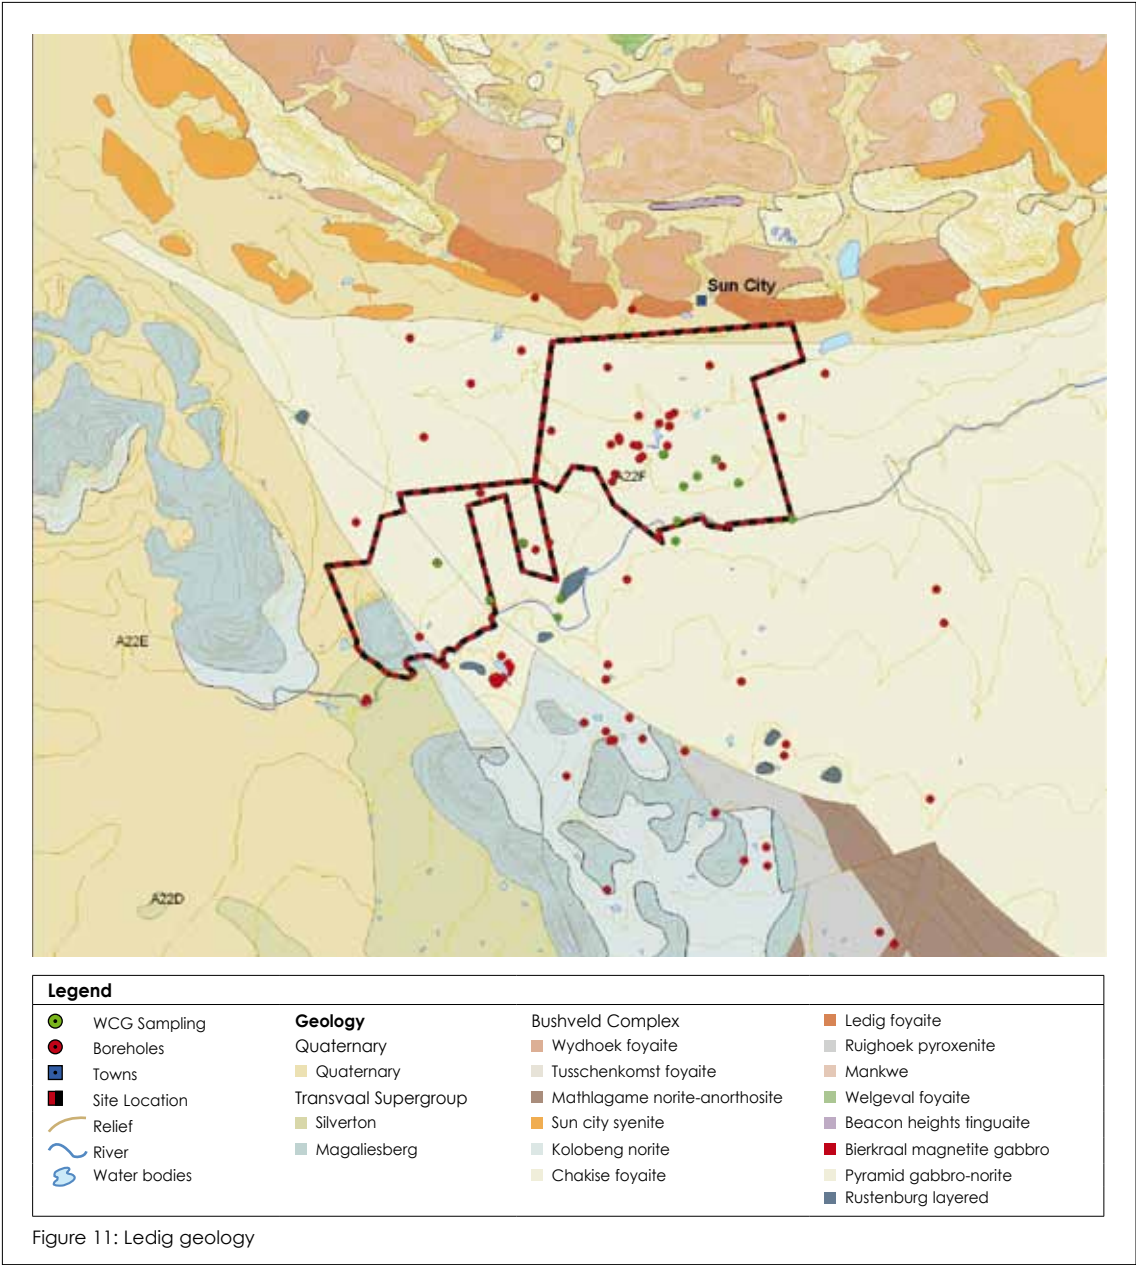 Sun City
A22F
A22E
A22D
Legend
WCG Sampling
Boreholes
Towns
Site Location
Relief
River
Water bodies
Geology
Quaternary
Quaternary
Transvaal Supergroup
Silverton
Magaliesberg
Bushveld Complex
Wydhoek foyaite
Tusschenkomst foyaite
Mathlagame norite-anorthosite
Sun city syenite
Kolobeng norite
Chakise foyaite
Ledig foyaite
Ruighoek pyroxenite
Mankwe
Welgeval foyaite
Beacon heights tinguaite
Bierkraal magnetite gabbro
Pyramid gabbro-norite
Rustenburg layered
Figure 11: Ledig geology